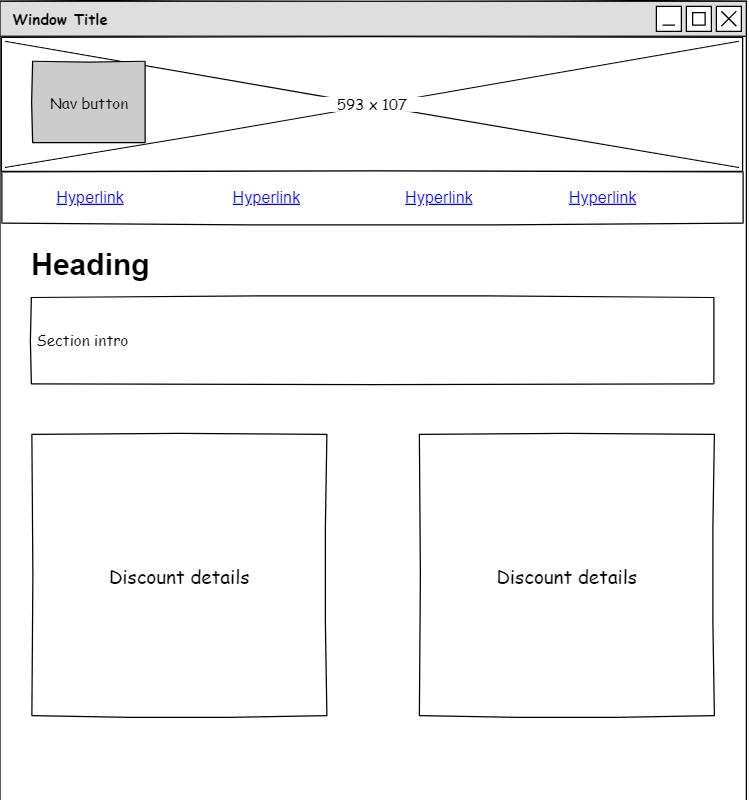 Window Title
Nav button
593 x 107
Hyperlink Hyperlink Hyperlink Hyperlink
Heading
Section intro
Discount details Discount details